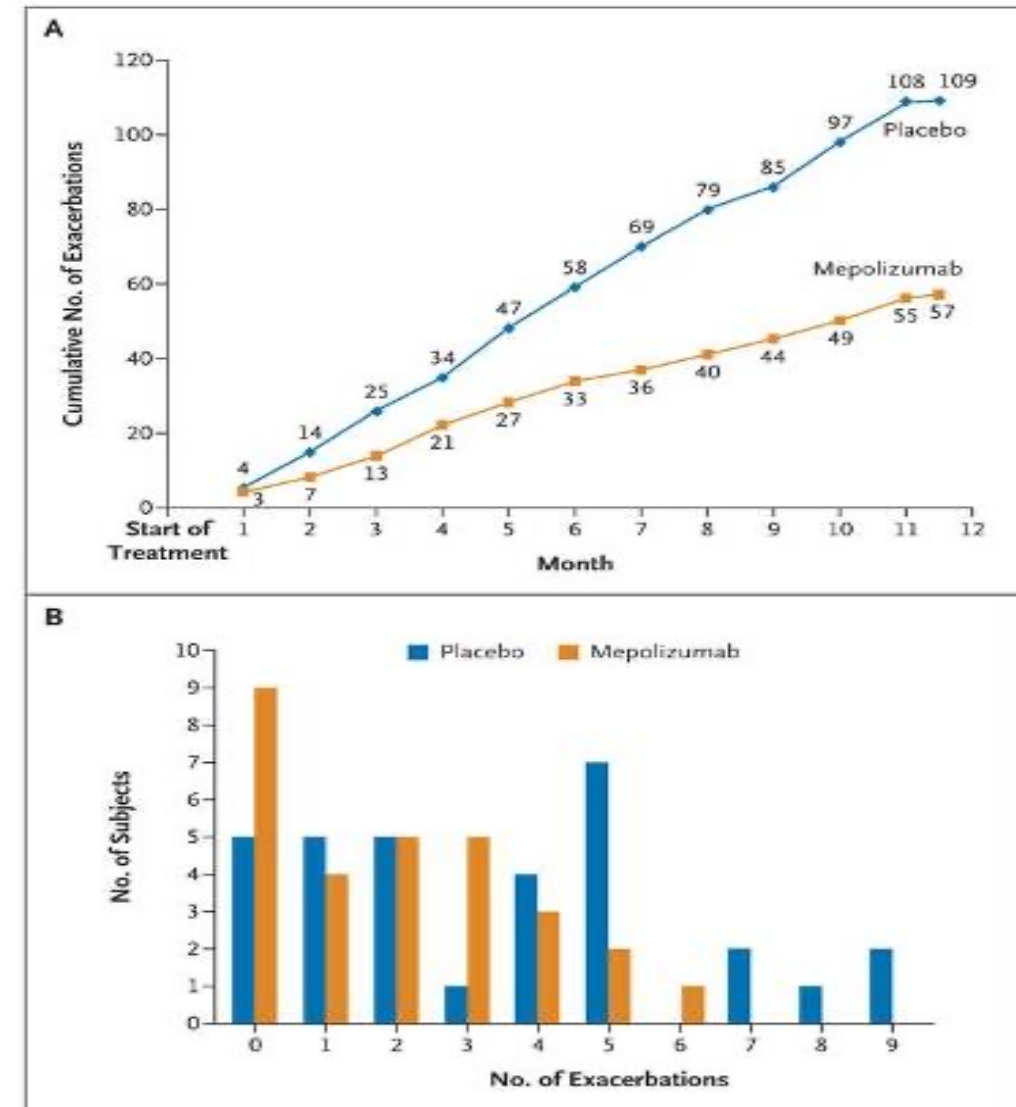 A
120
100
80
60
40
20
0
Cumulative No. of Exacerbations
4 14 25 34 47 58 69 79 85 97 108 109
Placebo
Mepolizumab
3 7 13 21 27 33 36 40 44 49 55 57
Start of Treatment 1 2 3 4 5 6 7 8 9 10 11 12
Month
B
Placebo Mepolizumab
10
9
8
7
6
5
4
3
2
1
0
No. of Subjects
0 1 2 3 4 5 6 7 8 9
No. of Exacerbations